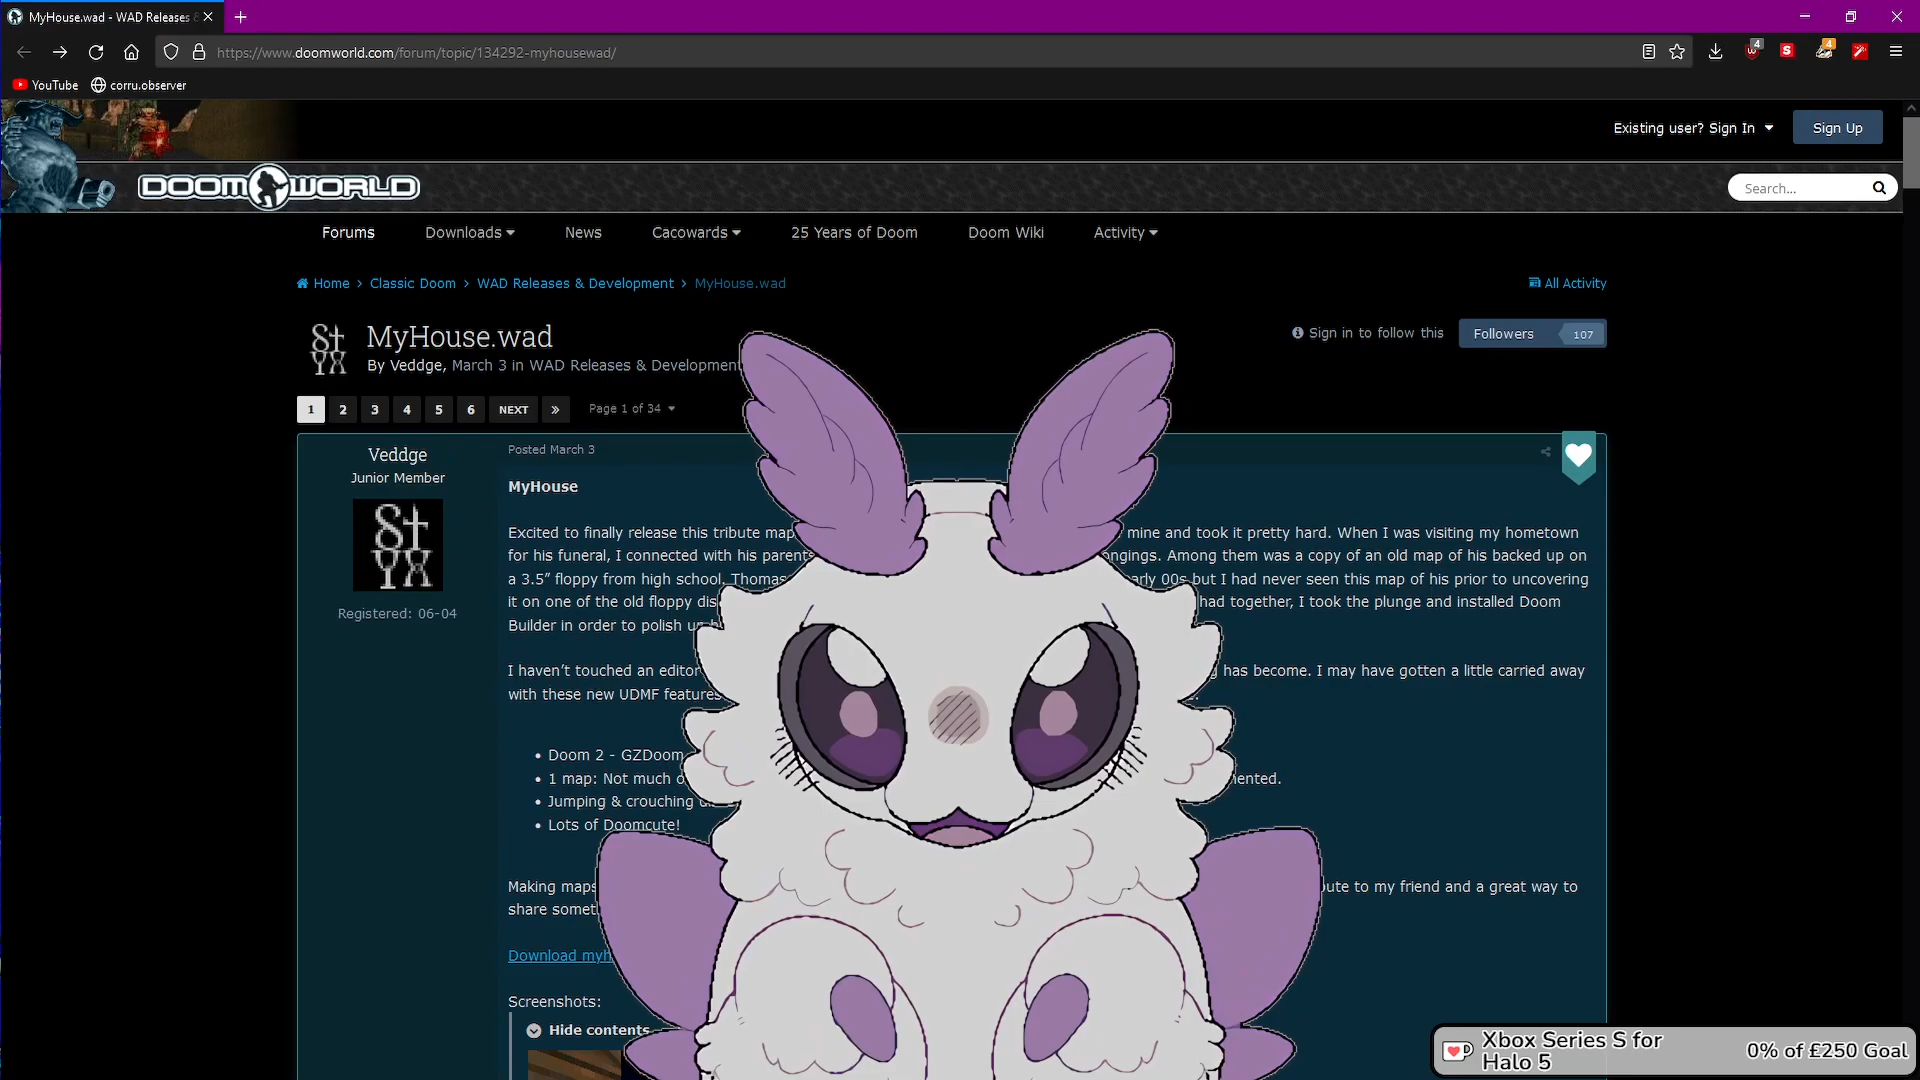 MyHouse.wad - WAD Releases &
https://www.doomworld.com/forum/topic/134292-myhousewad/
4
4
YouTube
corru.observer
Existing user? Sign In
Sign Up
DOOMWORLD
Search...
Forums
Downloads
News
Cacowards
25 Years of Doom
Doom Wiki
Activity
Home > Classic Doom > WAD Releases & Development > MyHouse.wad
All Activity
MyHouse.wad
By Veddge, March 3 in WAD Releases & Development
Sign in to follow this
Followers 107
1 2 3 4 5 6 NEXT »
Page 1 of 34
Veddge
Junior Member
Registered: 06-04
Posted March 3
MyHouse
Excited to finally release this tribute map mine and took it pretty hard. When I was visiting my hometown
for his funeral, I connected with his parents Among them was a copy of an old map of his backed up on
a 3.5” floppy from high school. Thomas 00s but I had never seen this map of his prior to uncovering
it on one of the old floppy had together, I took the plunge and installed Doom
Builder in order to polish
I haven’t touched an editor has become. I may have gotten a little carried away
with these new UDMF features
• Doom 2 - GZDoom
• 1 map: Not much
• Jumping & crouching
• Lots of Doomcute!
Making maps to my friend and a great way to
share
Download
Screenshots:
Hide contents
Xbox Series S for
Halo 5
0% of £250 Goal